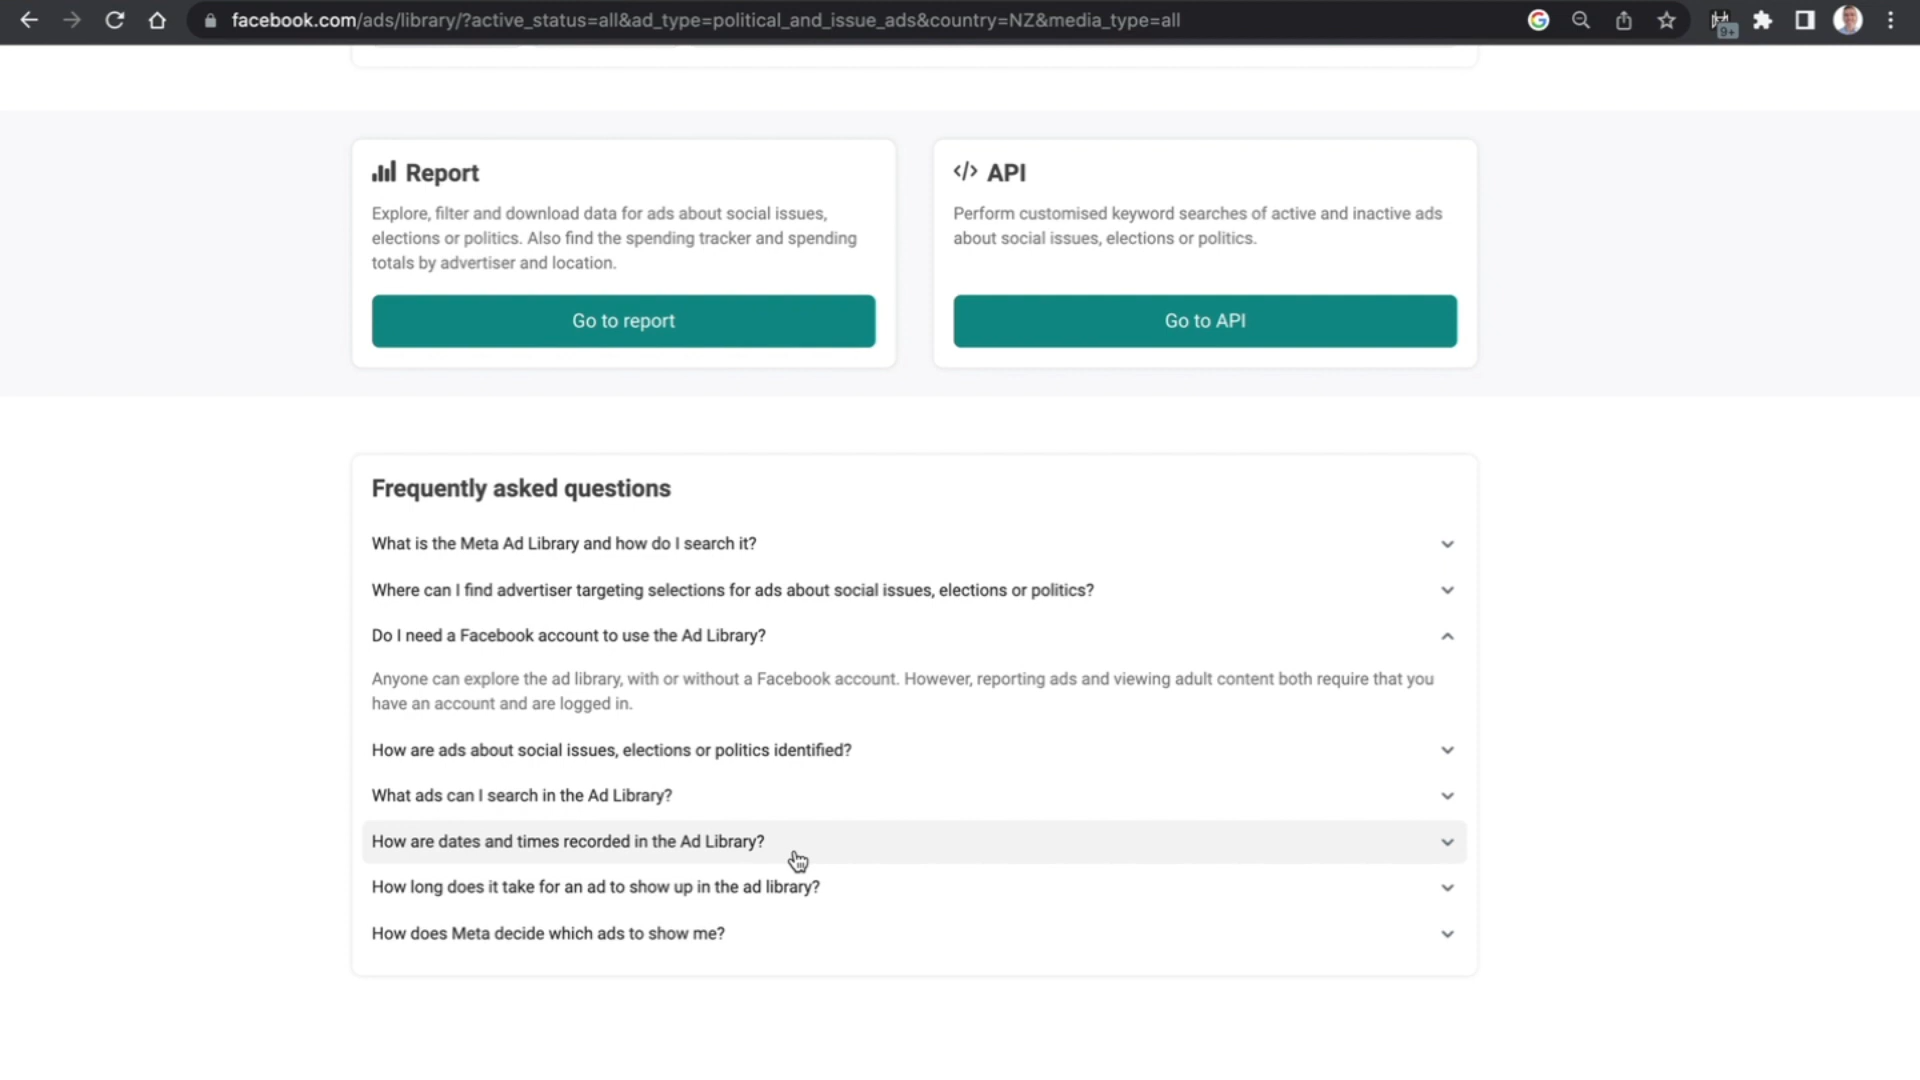 facebook.com/ads/library/?active_status=all&ad_type=political_and_issue_ads&country=NZ&media_type=all
9+
Report
Explore, filter and download data for ads about social issues,
elections or politics. Also find the spending tracker and spending
totals by advertiser and location.
Go to report
</> API
Perform customised keyword searches of active and inactive ads
about social issues, elections or politics.
Go to API
Frequently asked questions
What is the Meta Ad Library and how do I search it?
Where can I find advertiser targeting selections for ads about social issues, elections or politics?
Do I need a Facebook account to use the Ad Library?
Anyone can explore the ad library, with or without a Facebook account. However, reporting ads and viewing adult content both require that you
have an account and are logged in.
How are ads about social issues, elections or politics identified?
What ads can I search in the Ad Library?
How are dates and times recorded in the Ad Library?
How long does it take for an ad to show up in the ad library?
How does Meta decide which ads to show me?